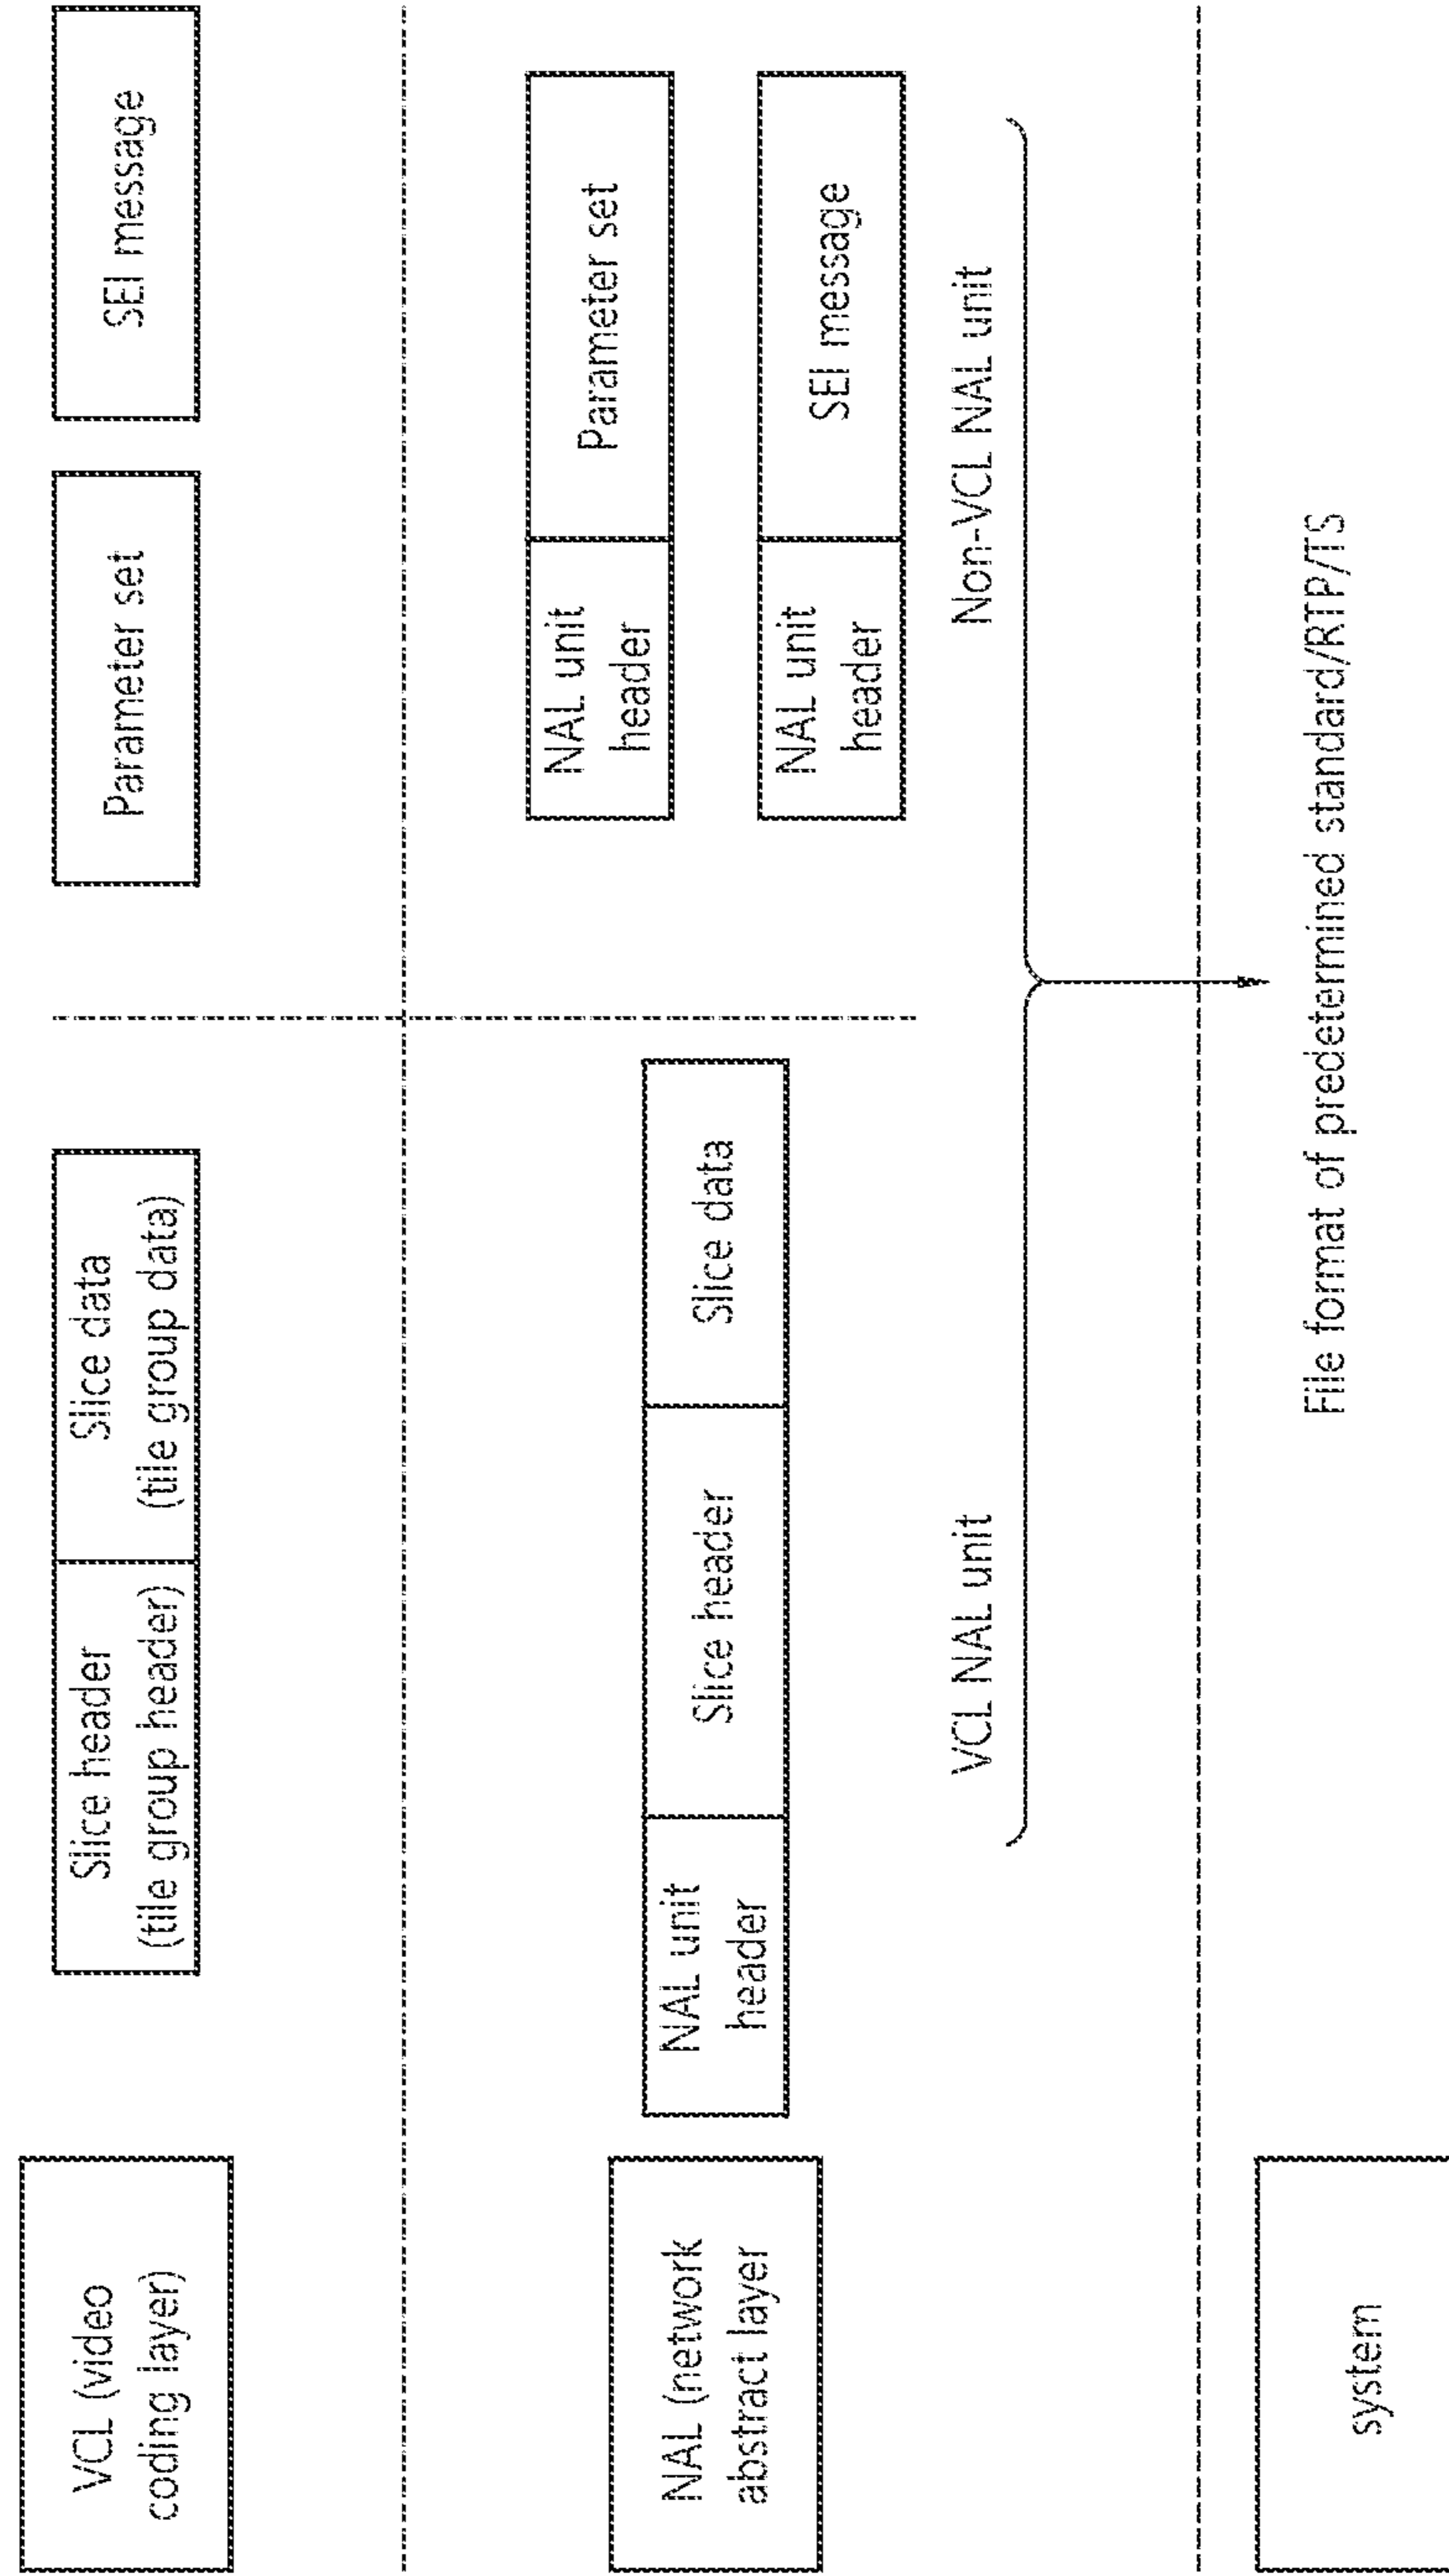 VCL (video
coding layer)
Slice header
(tile group header)
Slice data
(tile group data)
Parameter set
SEI message
NAL (network
abstract layer
NAL unit
header
Slice header
Slice data
NAL unit
header
Parameter set
NAL unit
header
SEI message
VCL NAL unit
Non-VCL NAL unit
system
File format of predetermined standard/RTP/TS